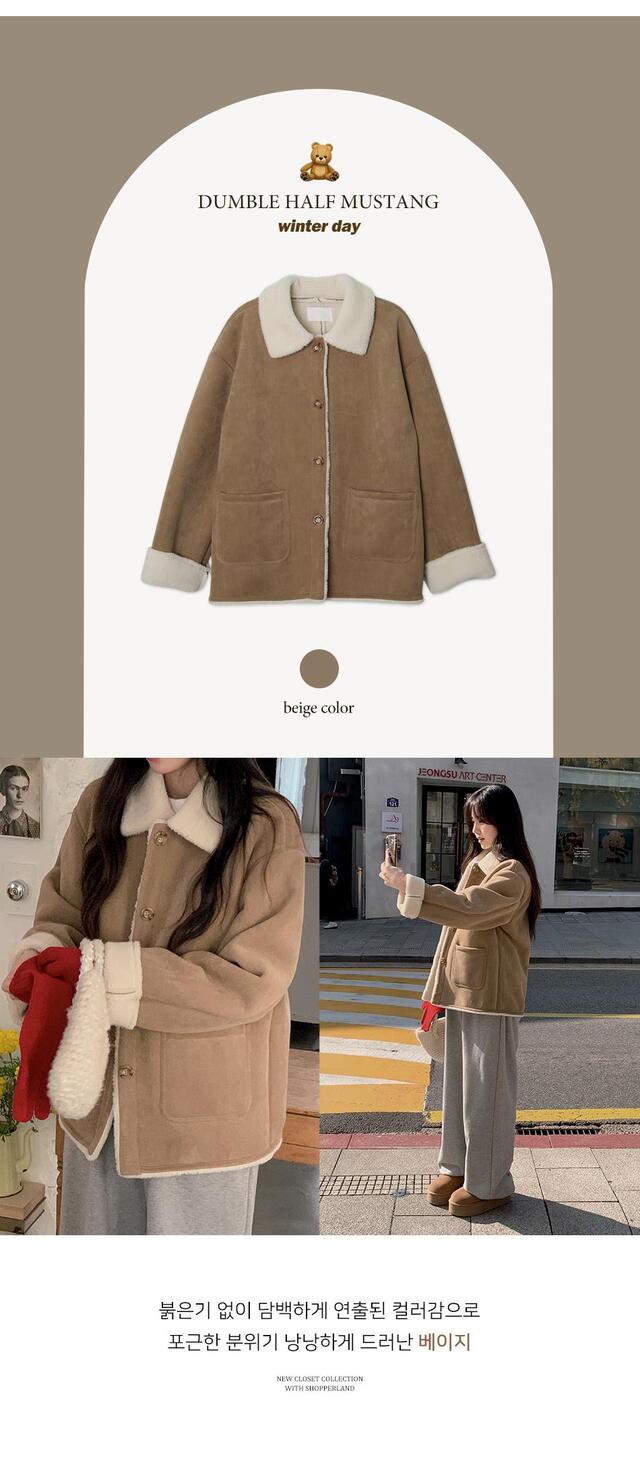 DUMBLE HALF MUSTANG
winter day
beige color
JEONGSU ART CENTER
121
붉은기 없이 담백하게 연출된 컬러감으로
포근한 분위기 낭낭하게 드러난 베이지
NEW CLOSET COLLECTION
WITH SHOPPERLAND